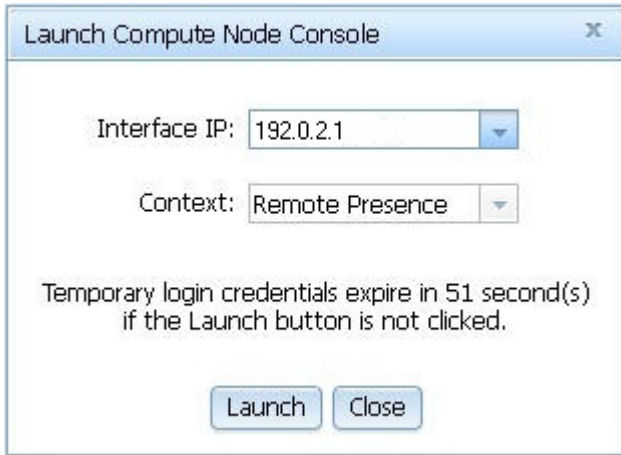 Launch Compute Node Console x
Interface IP: 192.0.2.1
Context: Remote Presence
Temporary login credentials expire in 51 second(s)
if the Launch button is not clicked.
Launch Close